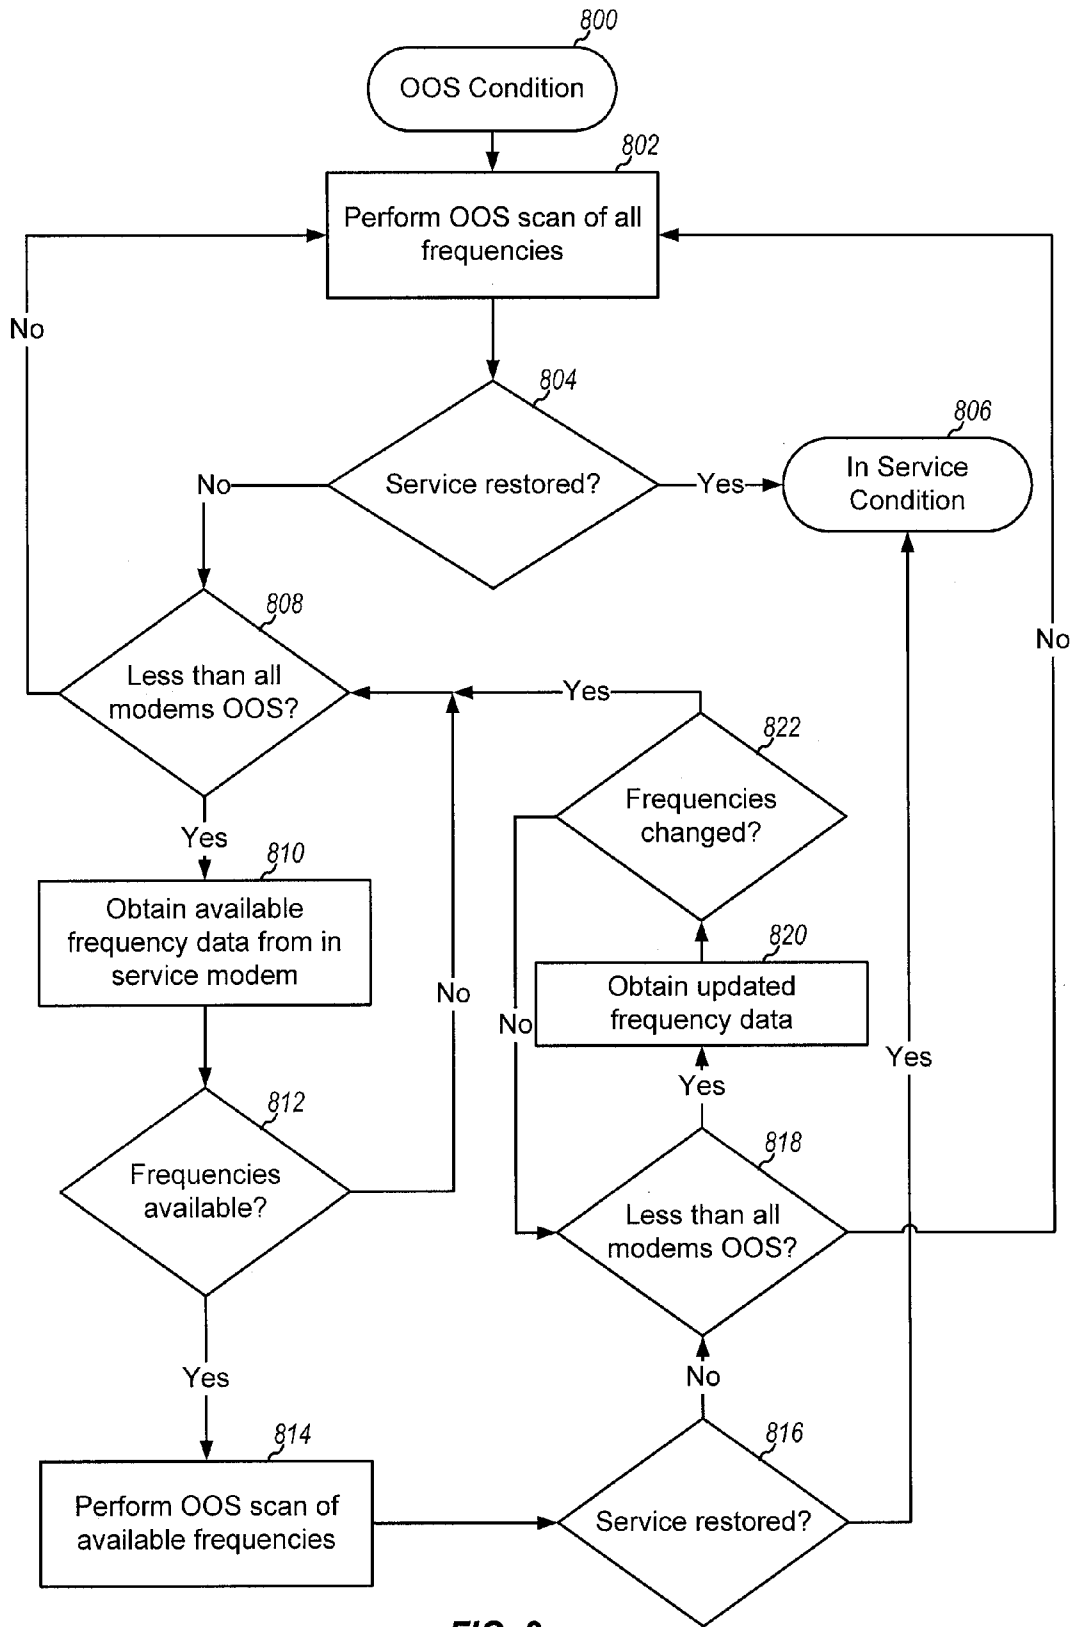 800
OOS Condition
802
Perform OOS scan of all
frequencies
No
804
Service restored?
No
Yes
806
In Service
Condition
808
Less than all
modems OOS?
No
Yes
822
Frequencies
changed?
Yes
810
Obtain available
frequency data from in
service modem
820
Obtain updated
frequency data
No
No
Yes
Yes
812
Frequencies
available?
818
Less than all
modems OOS?
Yes
No
814
Perform OOS scan of
available frequencies
816
Service restored?